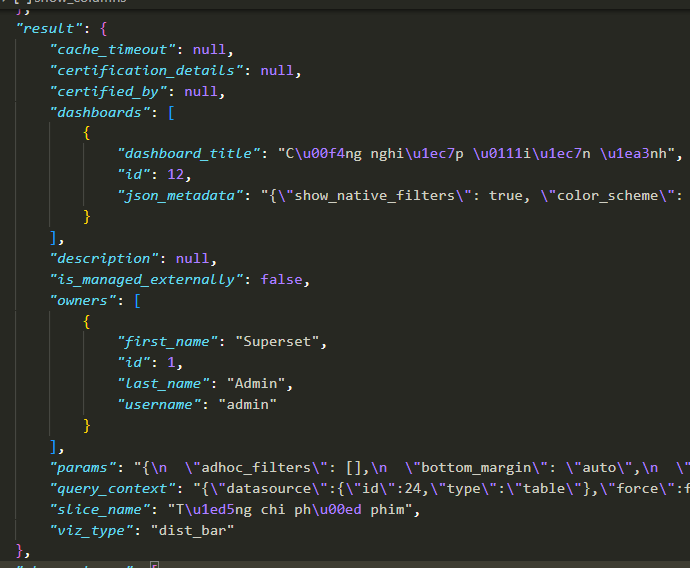 [ ] show_columns
},
"result": {
"cache_timeout": null,
"certification_details": null,
"certified_by": null,
"dashboards": [
{
"dashboard_title": "C\u00f4ng nghi\u1ec7p \u0111i\u1ec7n \u1ea3nh",
"id": 12,
"json_metadata": "{\"show_native_filters\": true, \"color_scheme\":
}
],
"description": null,
"is_managed_externally": false,
"owners": [
{
"first_name": "Superset",
"id": 1,
"last_name": "Admin",
"username": "admin"
}
],
"params": "{\n  \"adhoc_filters\": [],\n  \"bottom_margin\": \"auto\",\n  \"
"query_context": "{\"datasource\":{\"id\":24,\"type\":\"table\"},\"force\":f
"slice_name": "T\u1ed5ng chi ph\u00ed phim",
"viz_type": "dist_bar"
},